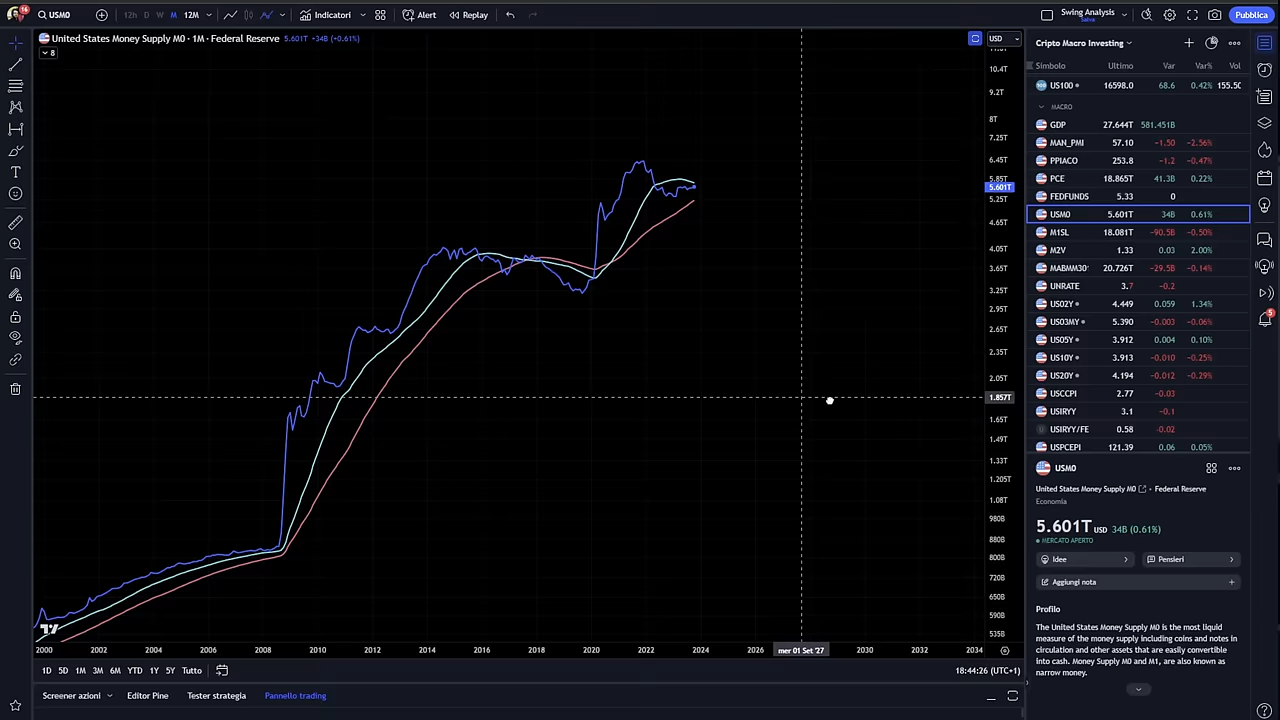 16
USM0
12h
D
W
M
12M
Indicatori
Alert
Replay
Swing Analysis
Salva
Pubblica
United States Money Supply M0 · 1M · Federal Reserve
5.601T +34B (+0.61%)
8
USD
10.4T
9.2T
8T
7.25T
6.45T
5.85T
5.601T
5.25T
4.65T
4.05T
3.65T
3.25T
2.95T
2.65T
2.35T
2.05T
1.857T
1.65T
1.49T
1.33T
1.205T
1.08T
980B
880B
800B
720B
650B
590B
535B
2000
2002
2004
2006
2008
2010
2012
2014
2016
2018
2020
2022
2024
2026
mer 01 Set '27
2030
2032
2034
1D 5D 1M 3M 6M YTD 1Y 5Y Tutto
18:44:26 (UTC+1)
Screener azioni
Editor Pine
Tester strategia
Pannello trading
Cripto Macro Investing
Simbolo Ultimo Var Var% Vol
US100 16598.0 68.6 0.42% 155.50
MACRO
GDP 27.644T 581.451B
MAN_PMI 57.10 −1.50 −2.56%
PPIACO 253.8 −1.2 −0.47%
PCE 18.865T 41.3B 0.22%
FEDFUNDS 5.33 0
USM0 5.601T 34B 0.61%
M1SL 18.081T −90.5B −0.50%
M2V 1.33 0.03 2.00%
MABMM301 20.726T −29.5B −0.14%
UNRATE 3.7 −0.2
US02Y 4.449 0.059 1.34%
US03MY 5.390 −0.003 −0.06%
US05Y 3.912 0.004 0.10%
US10Y 3.913 −0.010 −0.25%
US20Y 4.194 −0.012 −0.29%
USCCPI 2.77 −0.03
USIRYY 3.1 −0.1
USIRYY/FE 0.58 −0.02
USPCEPI 121.39 0.06 0.05%
USM0
United States Money Supply M0 · Federal Reserve
Economia
5.601T USD 34B (0.61%)
MERCATO APERTO
Idee
Pensieri
Aggiungi nota
Profilo
The United States Money Supply M0 is the most liquid
measure of the money supply including coins and notes in
circulation and other assets that are easily convertible
into cash. Money Supply M0 and M1, are also known as
narrow money.
5